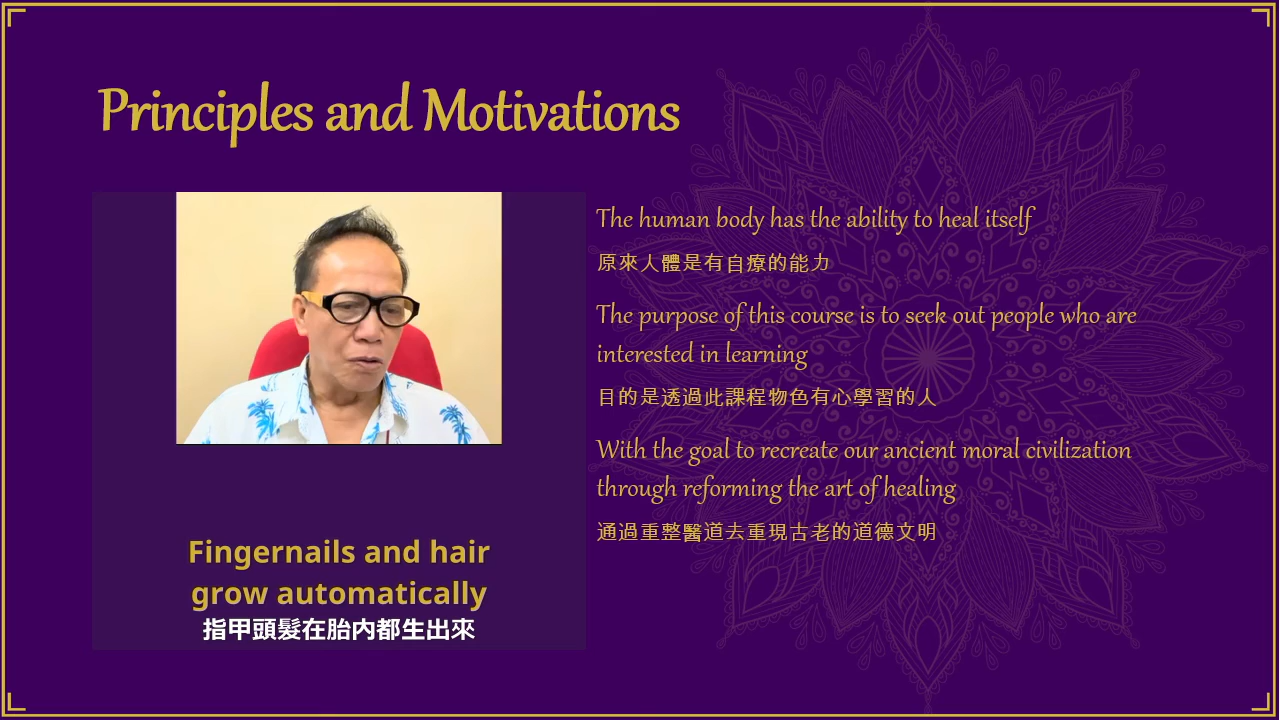 Principles and Motivations
The human body has the ability to heal itself
原來人體是有自療的能力
The purpose of this course is to seek out people who are
interested in learning
目的是透過此課程物色有心學習的人
With the goal to recreate our ancient moral civilization
through reforming the art of healing
通過重整醫道去重現古老的道德文明
Fingernails and hair
grow automatically
指甲頭髮在胎內都生出來